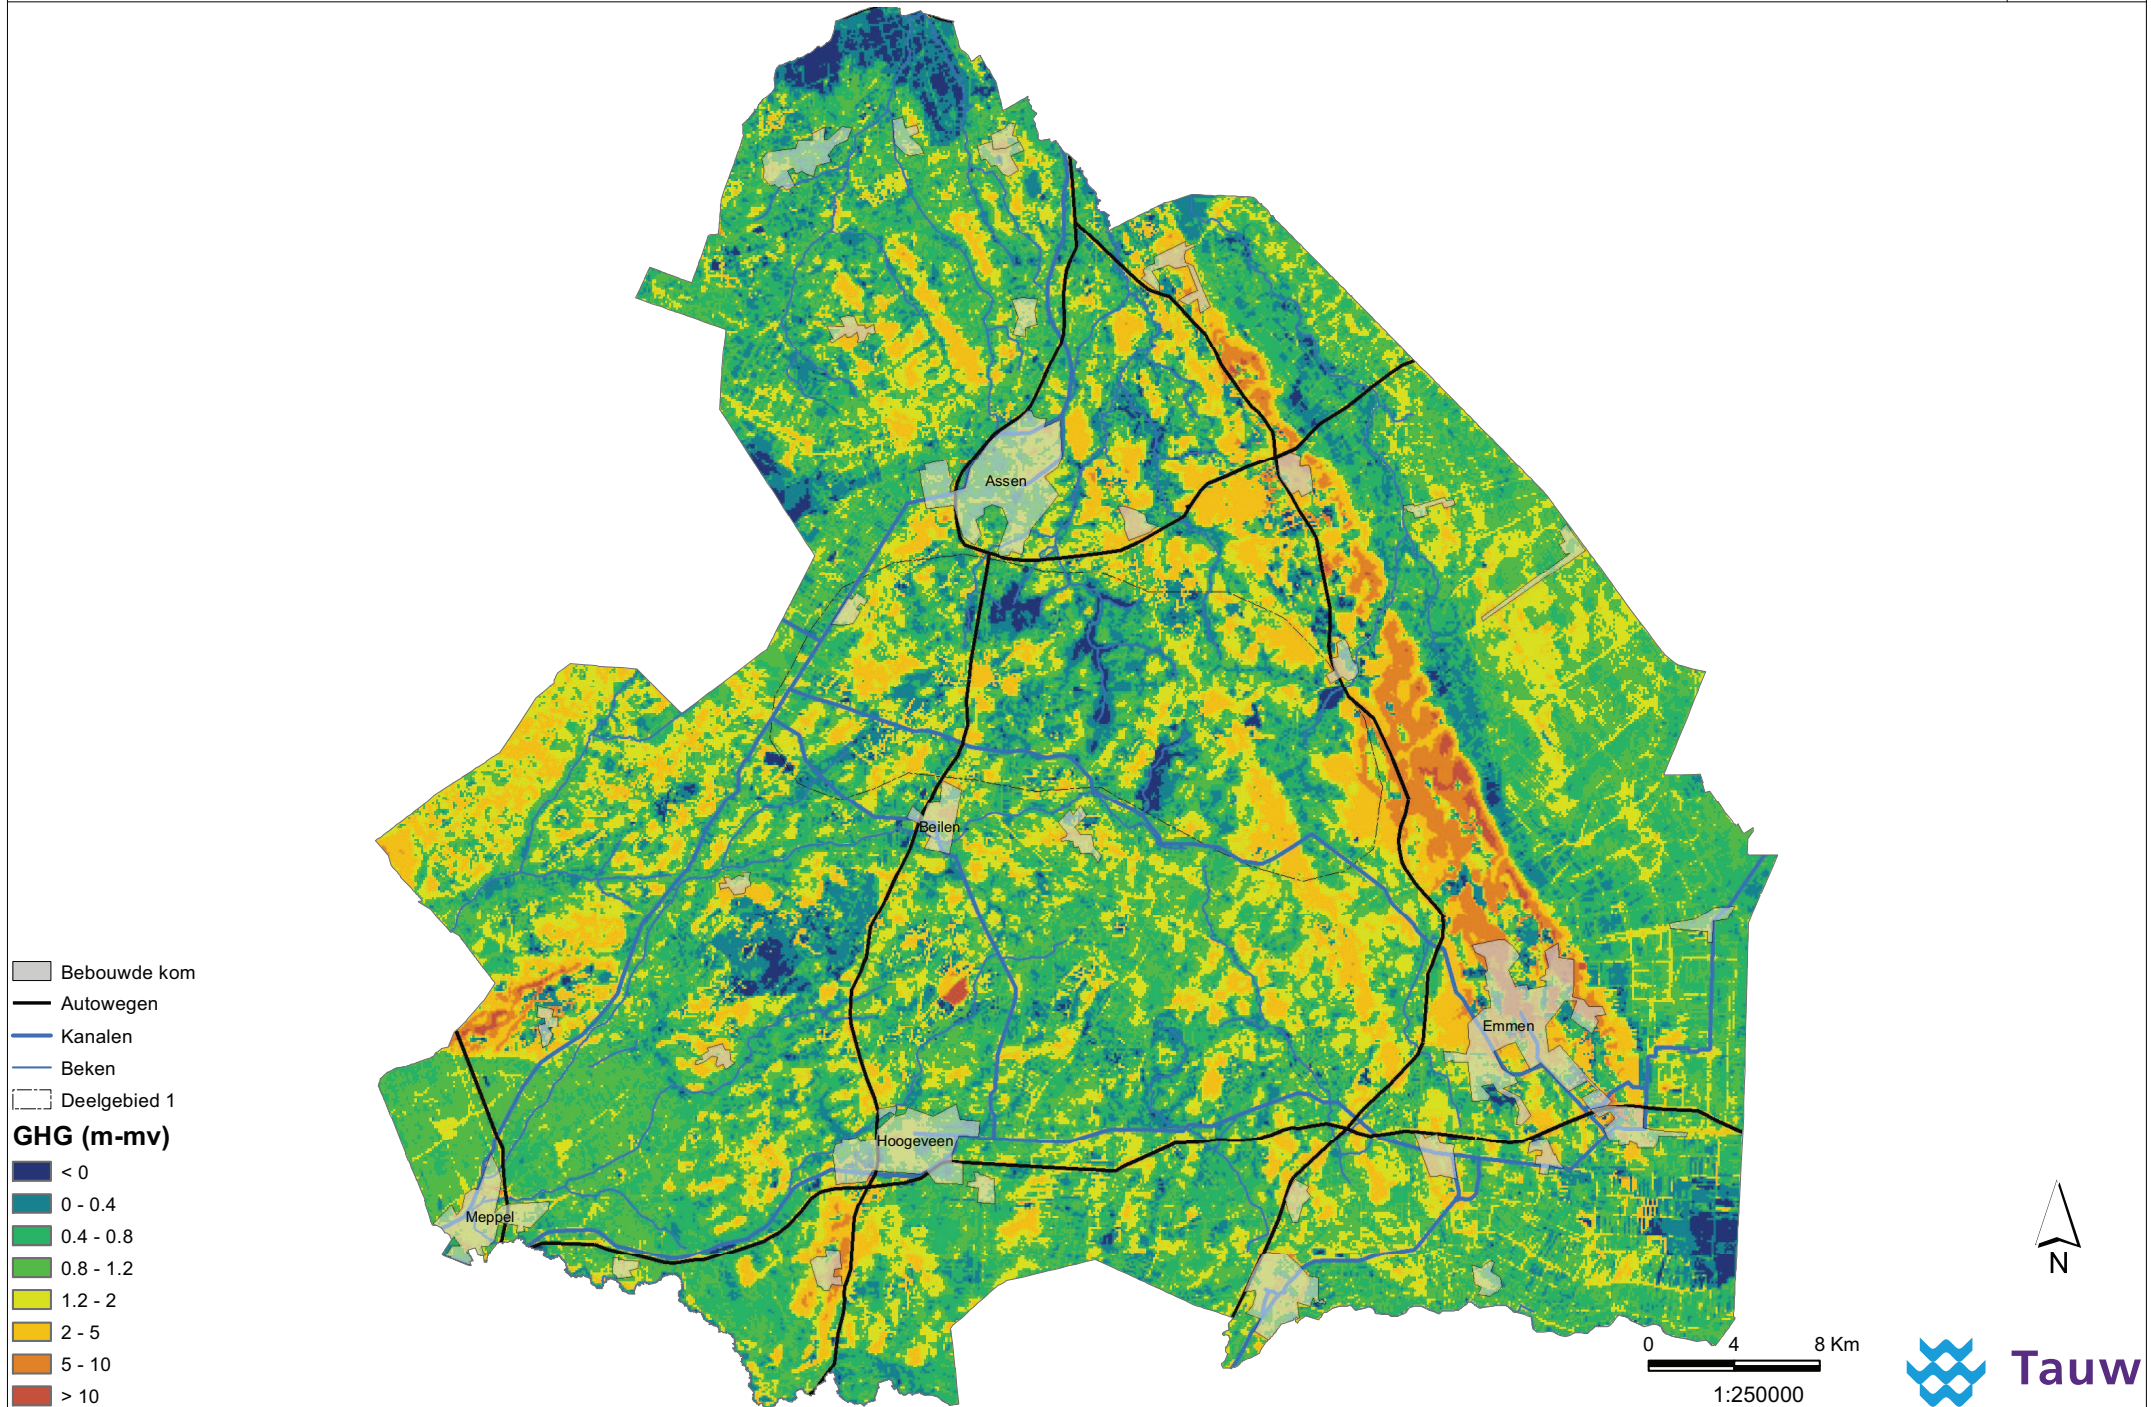 Assen
Beilen
Emmen
Hoogeveen
Meppel
Bebouwde kom
Autowegen
Kanalen
Beken
Deelgebied 1
GHG (m-mv)
< 0
0 - 0.4
0.4 - 0.8
0.8 - 1.2
1.2 - 2
2 - 5
5 - 10
> 10
N
0 4 8 Km
1:250000
Tauw